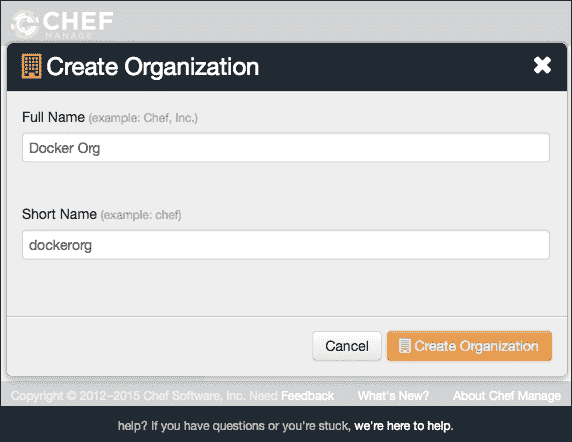 CHEF
MANAGE
Create Organization
Full Name (example: Chef, Inc.)
Docker Org
Short Name (example: chef)
dockerorg
Cancel Create Organization
Copyright © 2012–2015 Chef Software, Inc. Need Feedback What's New? About Chef Manage
help? If you have questions or you're stuck, we're here to help.